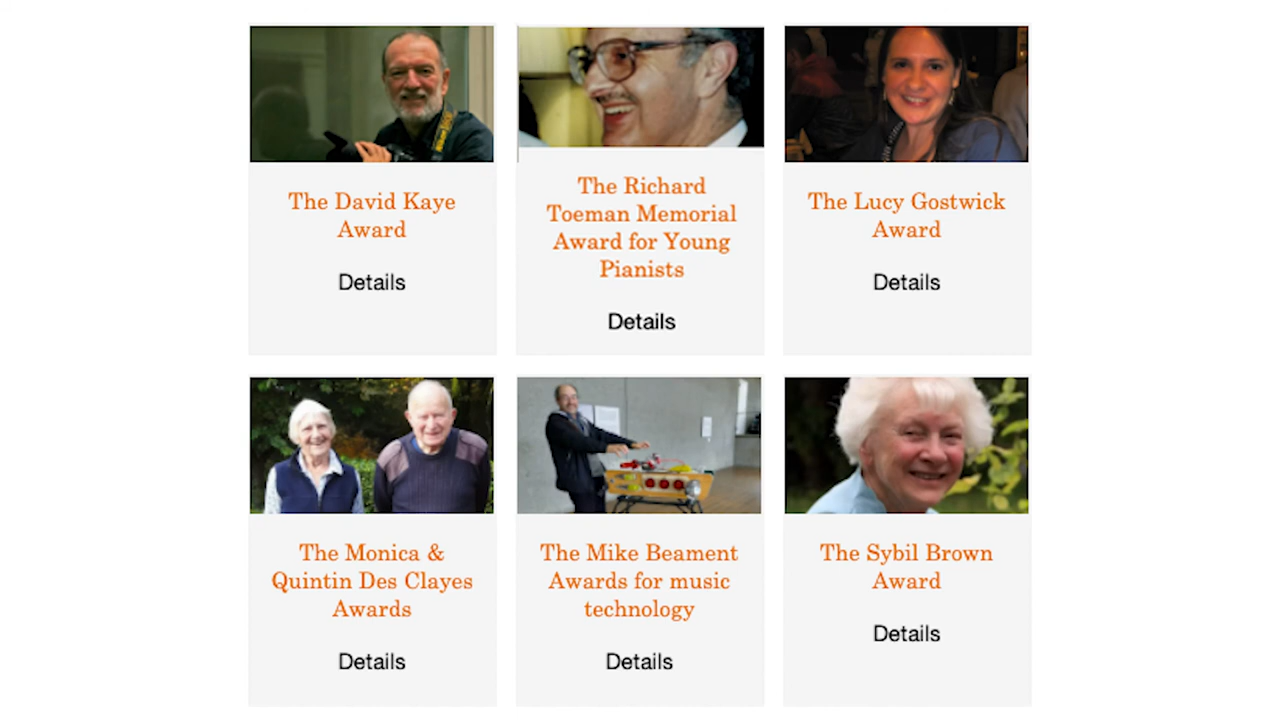 The David Kaye
Award
Details
The Richard
Toeman Memorial
Award for Young
Pianists
Details
The Lucy Gostwick
Award
Details
The Monica &
Quintin Des Clayes
Awards
Details
The Mike Beament
Awards for music
technology
Details
The Sybil Brown
Award
Details